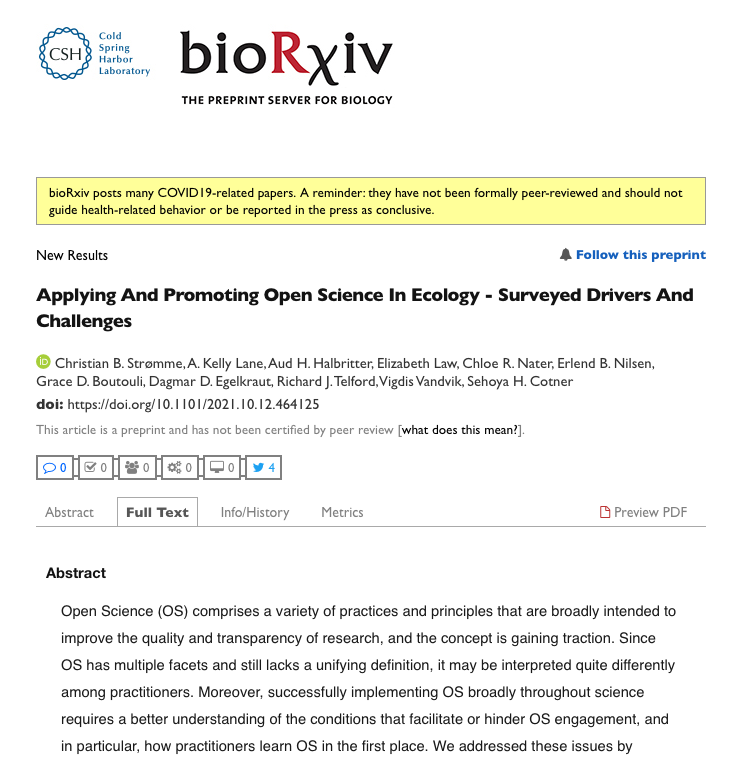 CSH
Cold
Spring
Harbor
Laboratory
bioRxiv
THE PREPRINT SERVER FOR BIOLOGY
bioRxiv posts many COVID19-related papers. A reminder: they have not been formally peer-reviewed and should not
guide health-related behavior or be reported in the press as conclusive.
New Results
Follow this preprint
Applying And Promoting Open Science In Ecology - Surveyed Drivers And
Challenges
iD Christian B. Strømme, A. Kelly Lane, Aud H. Halbritter, Elizabeth Law, Chloe R. Nater, Erlend B. Nilsen,
Grace D. Boutouli, Dagmar D. Egelkraut, Richard J. Telford, Vigdis Vandvik, Sehoya H. Cotner
doi: https://doi.org/10.1101/2021.10.12.464125
This article is a preprint and has not been certified by peer review [what does this mean?].
0 0 0 0 0 4
Abstract Full Text Info/History Metrics Preview PDF
Abstract
Open Science (OS) comprises a variety of practices and principles that are broadly intended to
improve the quality and transparency of research, and the concept is gaining traction. Since
OS has multiple facets and still lacks a unifying definition, it may be interpreted quite differently
among practitioners. Moreover, successfully implementing OS broadly throughout science
requires a better understanding of the conditions that facilitate or hinder OS engagement, and
in particular, how practitioners learn OS in the first place. We addressed these issues by